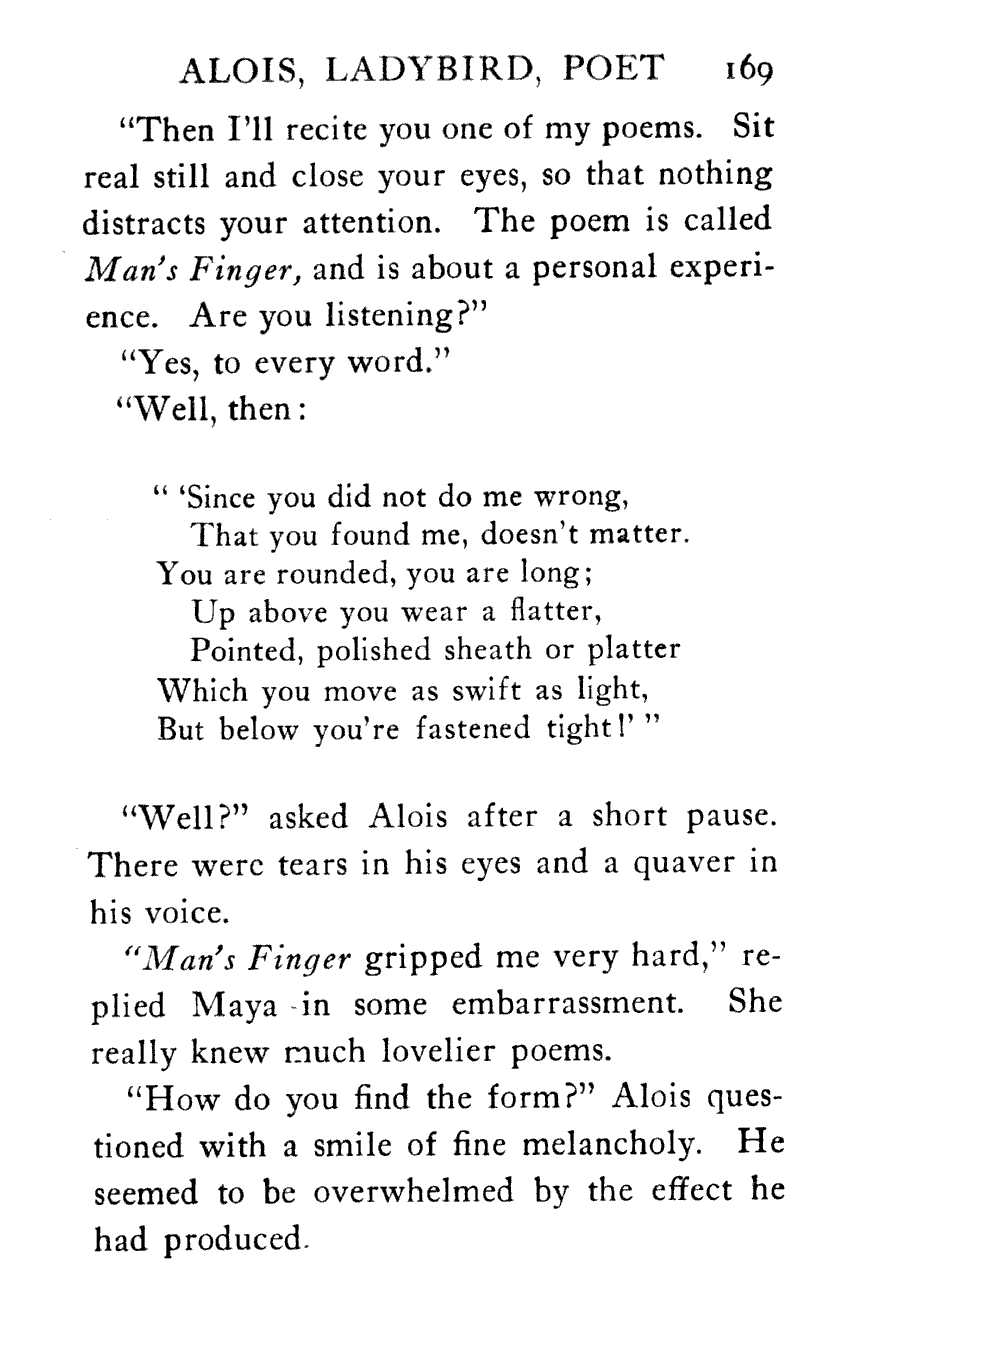 ALOIS, LADYBIRD, POET 169
“Then I’ll recite you one of my poems. Sit
real still and close your eyes, so that nothing
distracts your attention. The poem is called
Man’s Finger, and is about a personal experi-
ence. Are you listening?”
“Yes, to every word.”
“Well, then:
“ ‘Since you did not do me wrong,
That you found me, doesn’t matter.
You are rounded, you are long;
Up above you wear a flatter,
Pointed, polished sheath or platter
Which you move as swift as light,
But below you’re fastened tight!’ ”
“Well?” asked Alois after a short pause.
There were tears in his eyes and a quaver in
his voice.
“Man’s Finger gripped me very hard,” re-
plied Maya in some embarrassment. She
really knew much lovelier poems.
“How do you find the form?” Alois ques-
tioned with a smile of fine melancholy. He
seemed to be overwhelmed by the effect he
had produced.